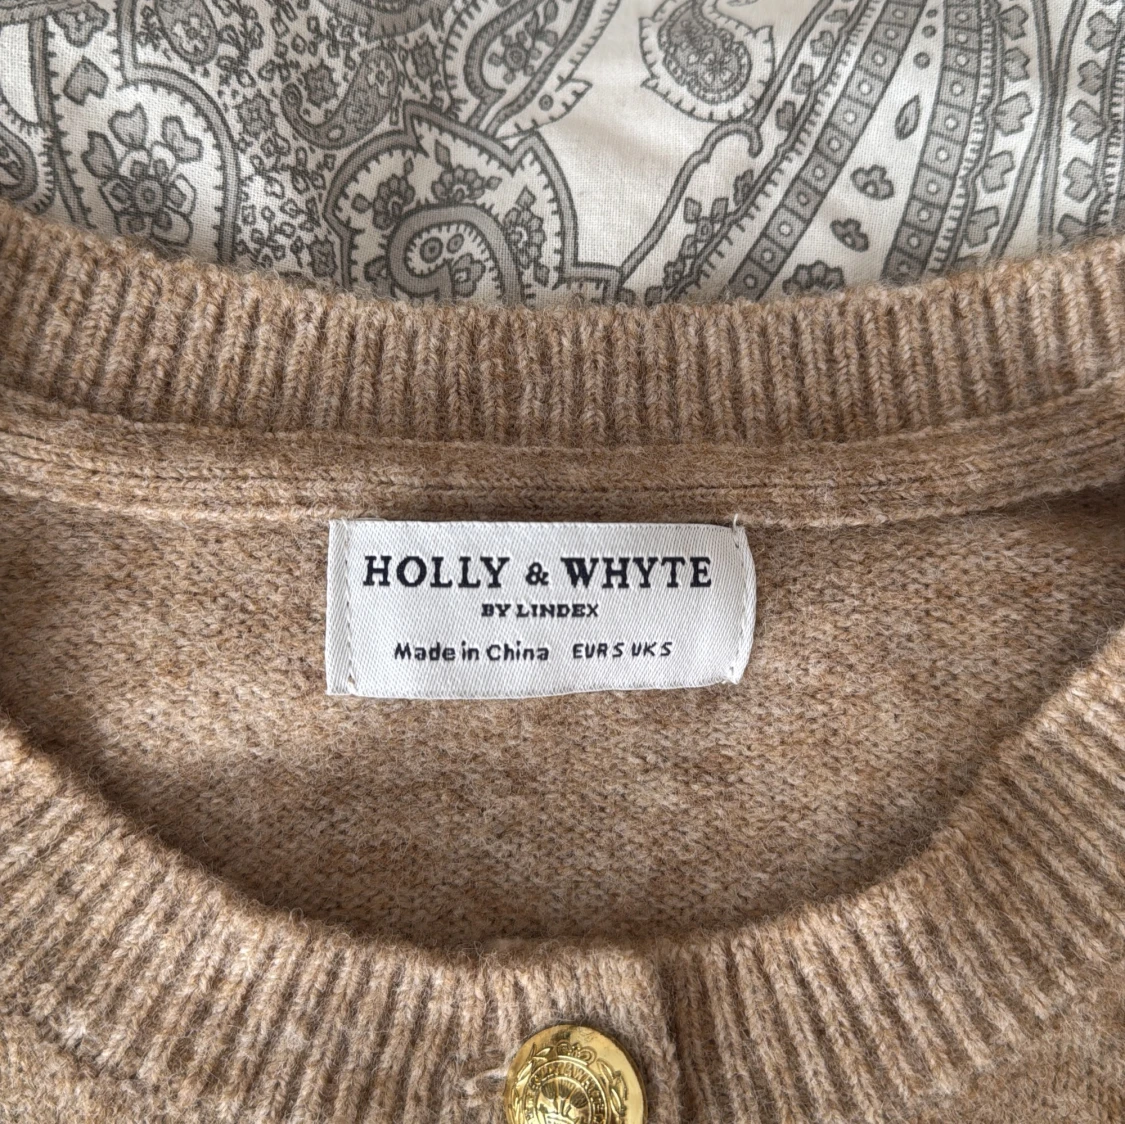 HOLLY & WHYTE
BY LINDEX
Made in China EUR S UK S